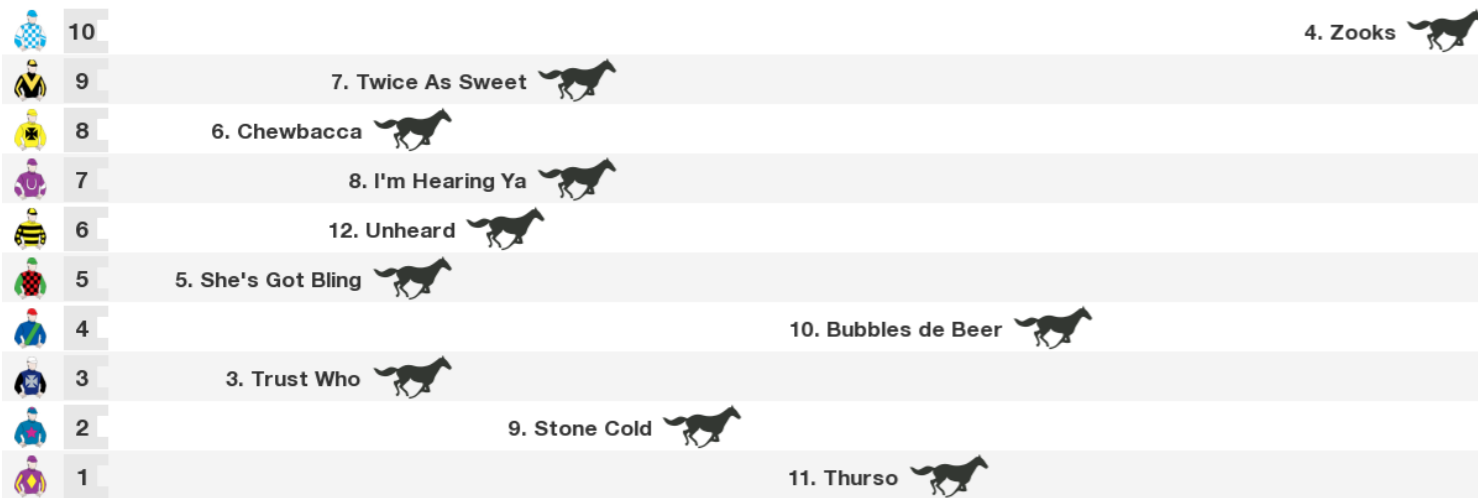 10 4. Zooks
9 7. Twice As Sweet
8 6. Chewbacca
7 8. I'm Hearing Ya
6 12. Unheard
5 5. She's Got Bling
4 10. Bubbles de Beer
3 3. Trust Who
2 9. Stone Cold
1 11. Thurso